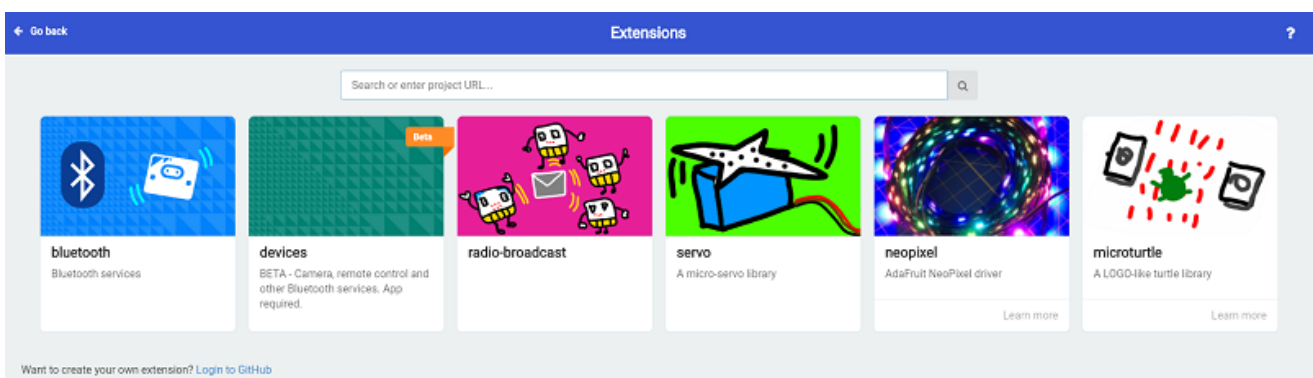 Go back
Extensions
?
Search or enter project URL...
Beta
bluetooth
Bluetooth services
devices
BETA - Camera, remote control and
other Bluetooth services. App
required.
radio-broadcast
servo
A micro-servo library
neopixel
AdaFruit NeoPixel driver
Learn more
microturtle
A LOGO-like turtle library
Learn more
Want to create your own extension? Login to GitHub